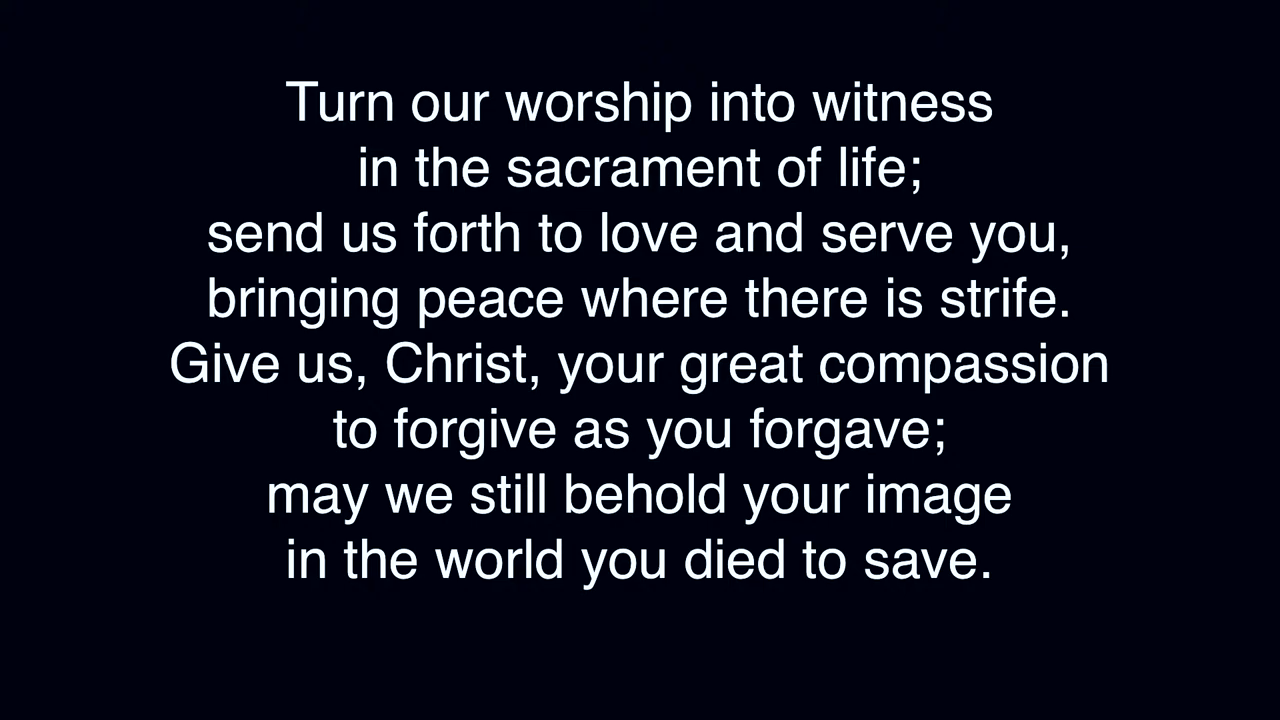 Turn our worship into witness
in the sacrament of life;
send us forth to love and serve you,
bringing peace where there is strife.
Give us, Christ, your great compassion
to forgive as you forgave;
may we still behold your image
in the world you died to save.